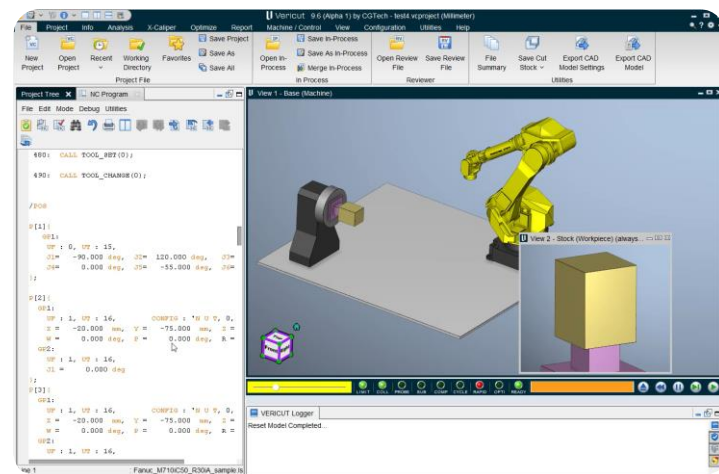 Vericut 9.6 (Alpha 1) by CGTech - testii.vcproject (Millimeter)
File Project Info Analysis X-Caliper Optimize Report Machine / Control View Configuration Utilities Help
New Project
Open Project
Recent
Working Directory
Favorites
Save Project
Save As
Save All
Project File
Open In-Process
Save In-Process
Save As In-Process
Merge In-Process
In Process
Open Review File
Save Review File
Reviewer
File Summary
Save Cut Stock
Export CAD Model Settings
Export CAD Model
Utilities
Project Tree NC Program
File Edit Mode Debug Utilities
480: CALL TOOL_SET(0);
490: CALL TOOL_CHANGE(0);
/POS
P[1]{
GP1:
UF : 0, UT : 15,
J1= -90.000 deg, J2= 120.000 deg, J3=
J4= 0.000 deg, J5= -55.000 deg, J6=
};
P[2]{
GP1:
UF : 1, UT : 16, CONFIG : 'N U T, 0,
X = -20.000 mm, Y = -75.000 mm, Z =
W = 0.000 deg, P = 0.000 deg, R =
GP2:
UF : 1, UT : 16,
J1 = 0.000 deg
};
P[3]{
GP1:
UF : 1, UT : 16, CONFIG : 'N U T, 0,
X = -20.000 mm, Y = -75.000 mm, Z =
W = 0.000 deg, P = 0.000 deg, R =
GP2:
UF : 1, UT : 16,
Fanuc_M710iC50_R30iA_sample.ls
View 1 - Base (Machine)
View 2 - Stock (Workpiece) (always...
Front
LIMIT COLL PROBE SUB COMP CYCLE RAPID OPTI READY
VERICUT Logger
Reset Model Completed...